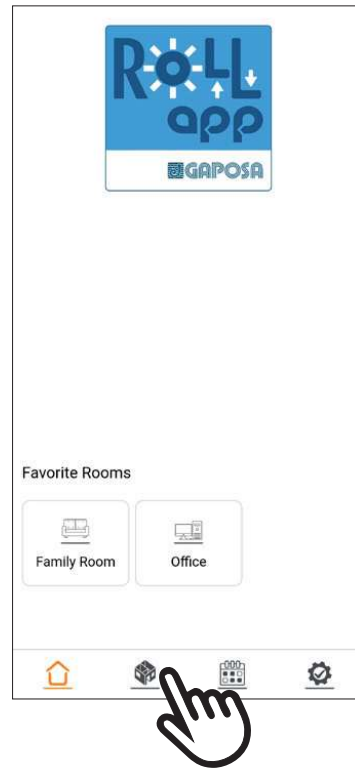 ROLL
app
GAPOSA
Favorite Rooms
Family Room
Office